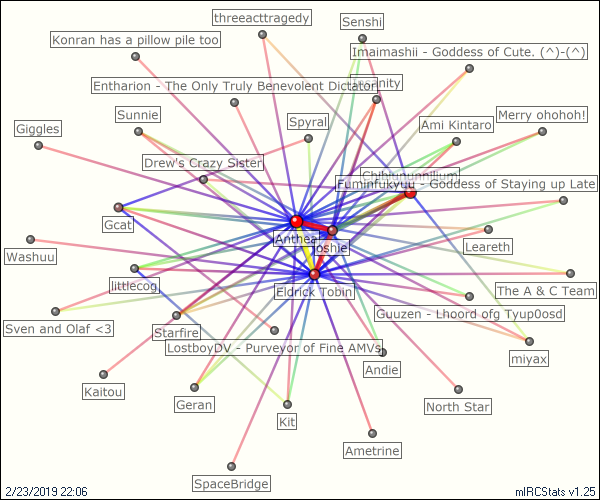 threeacttragedy
Senshi
Konran has a pillow pile too
Imaimashii - Goddess of Cute. (^)-(^)
Entharion - The Only Truly Benevolent Dictator
Insanity
Sunnie
Spyral
Ami Kintaro
Merry ohohoh!
Giggles
Drew's Crazy Sister
Fuminfukyuu - Goddess of Staying up Late
Gcat
Anthea
Joshie
Leareth
Washuu
littlecog
Eldrick Tobin
The A & C Team
Guuzen - Lhoord ofg Tyup0osd
Sven and Olaf <3
Starfire
LostboyDV - Purveyor of Fine AMVs
miyax
Andie
Kaitou
Geran
North Star
Kit
Ametrine
SpaceBridge
2/23/2019 22:06
mIRCStats v1.25